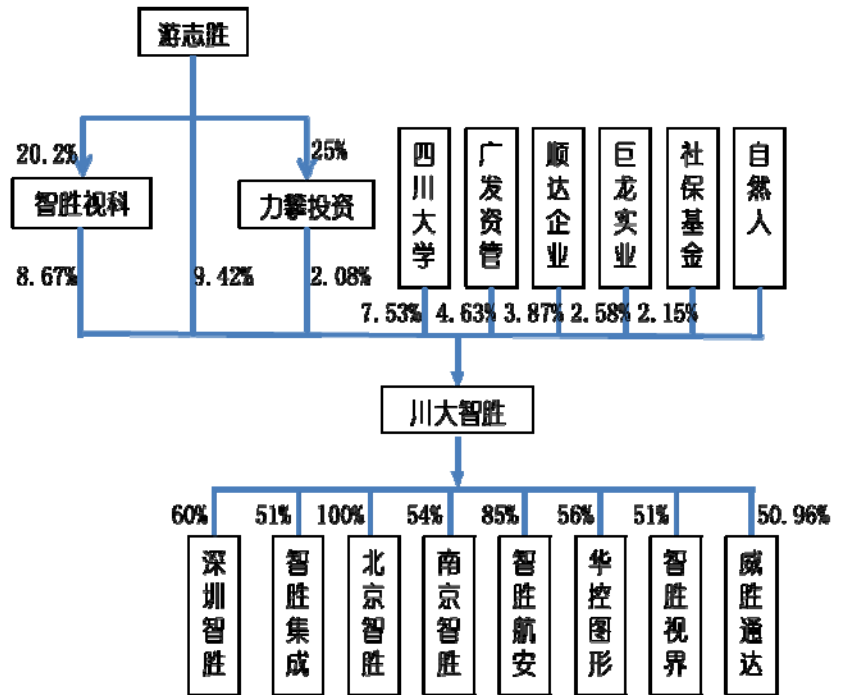 游志胜
20.2%
25%
智胜视科
力攀投资
四川大学
广发资管
顺达企业
巨龙实业
社保基金
自然人
8.67%
9.42%
2.08%
7.53%
4.63%
3.87%
2.58%
2.15%
川大智胜
60%
51%
100%
54%
85%
56%
51%
50.96%
深圳智胜
智胜集成
北京智胜
南京智胜
智胜航安
华控图形
智胜视界
威胜通达